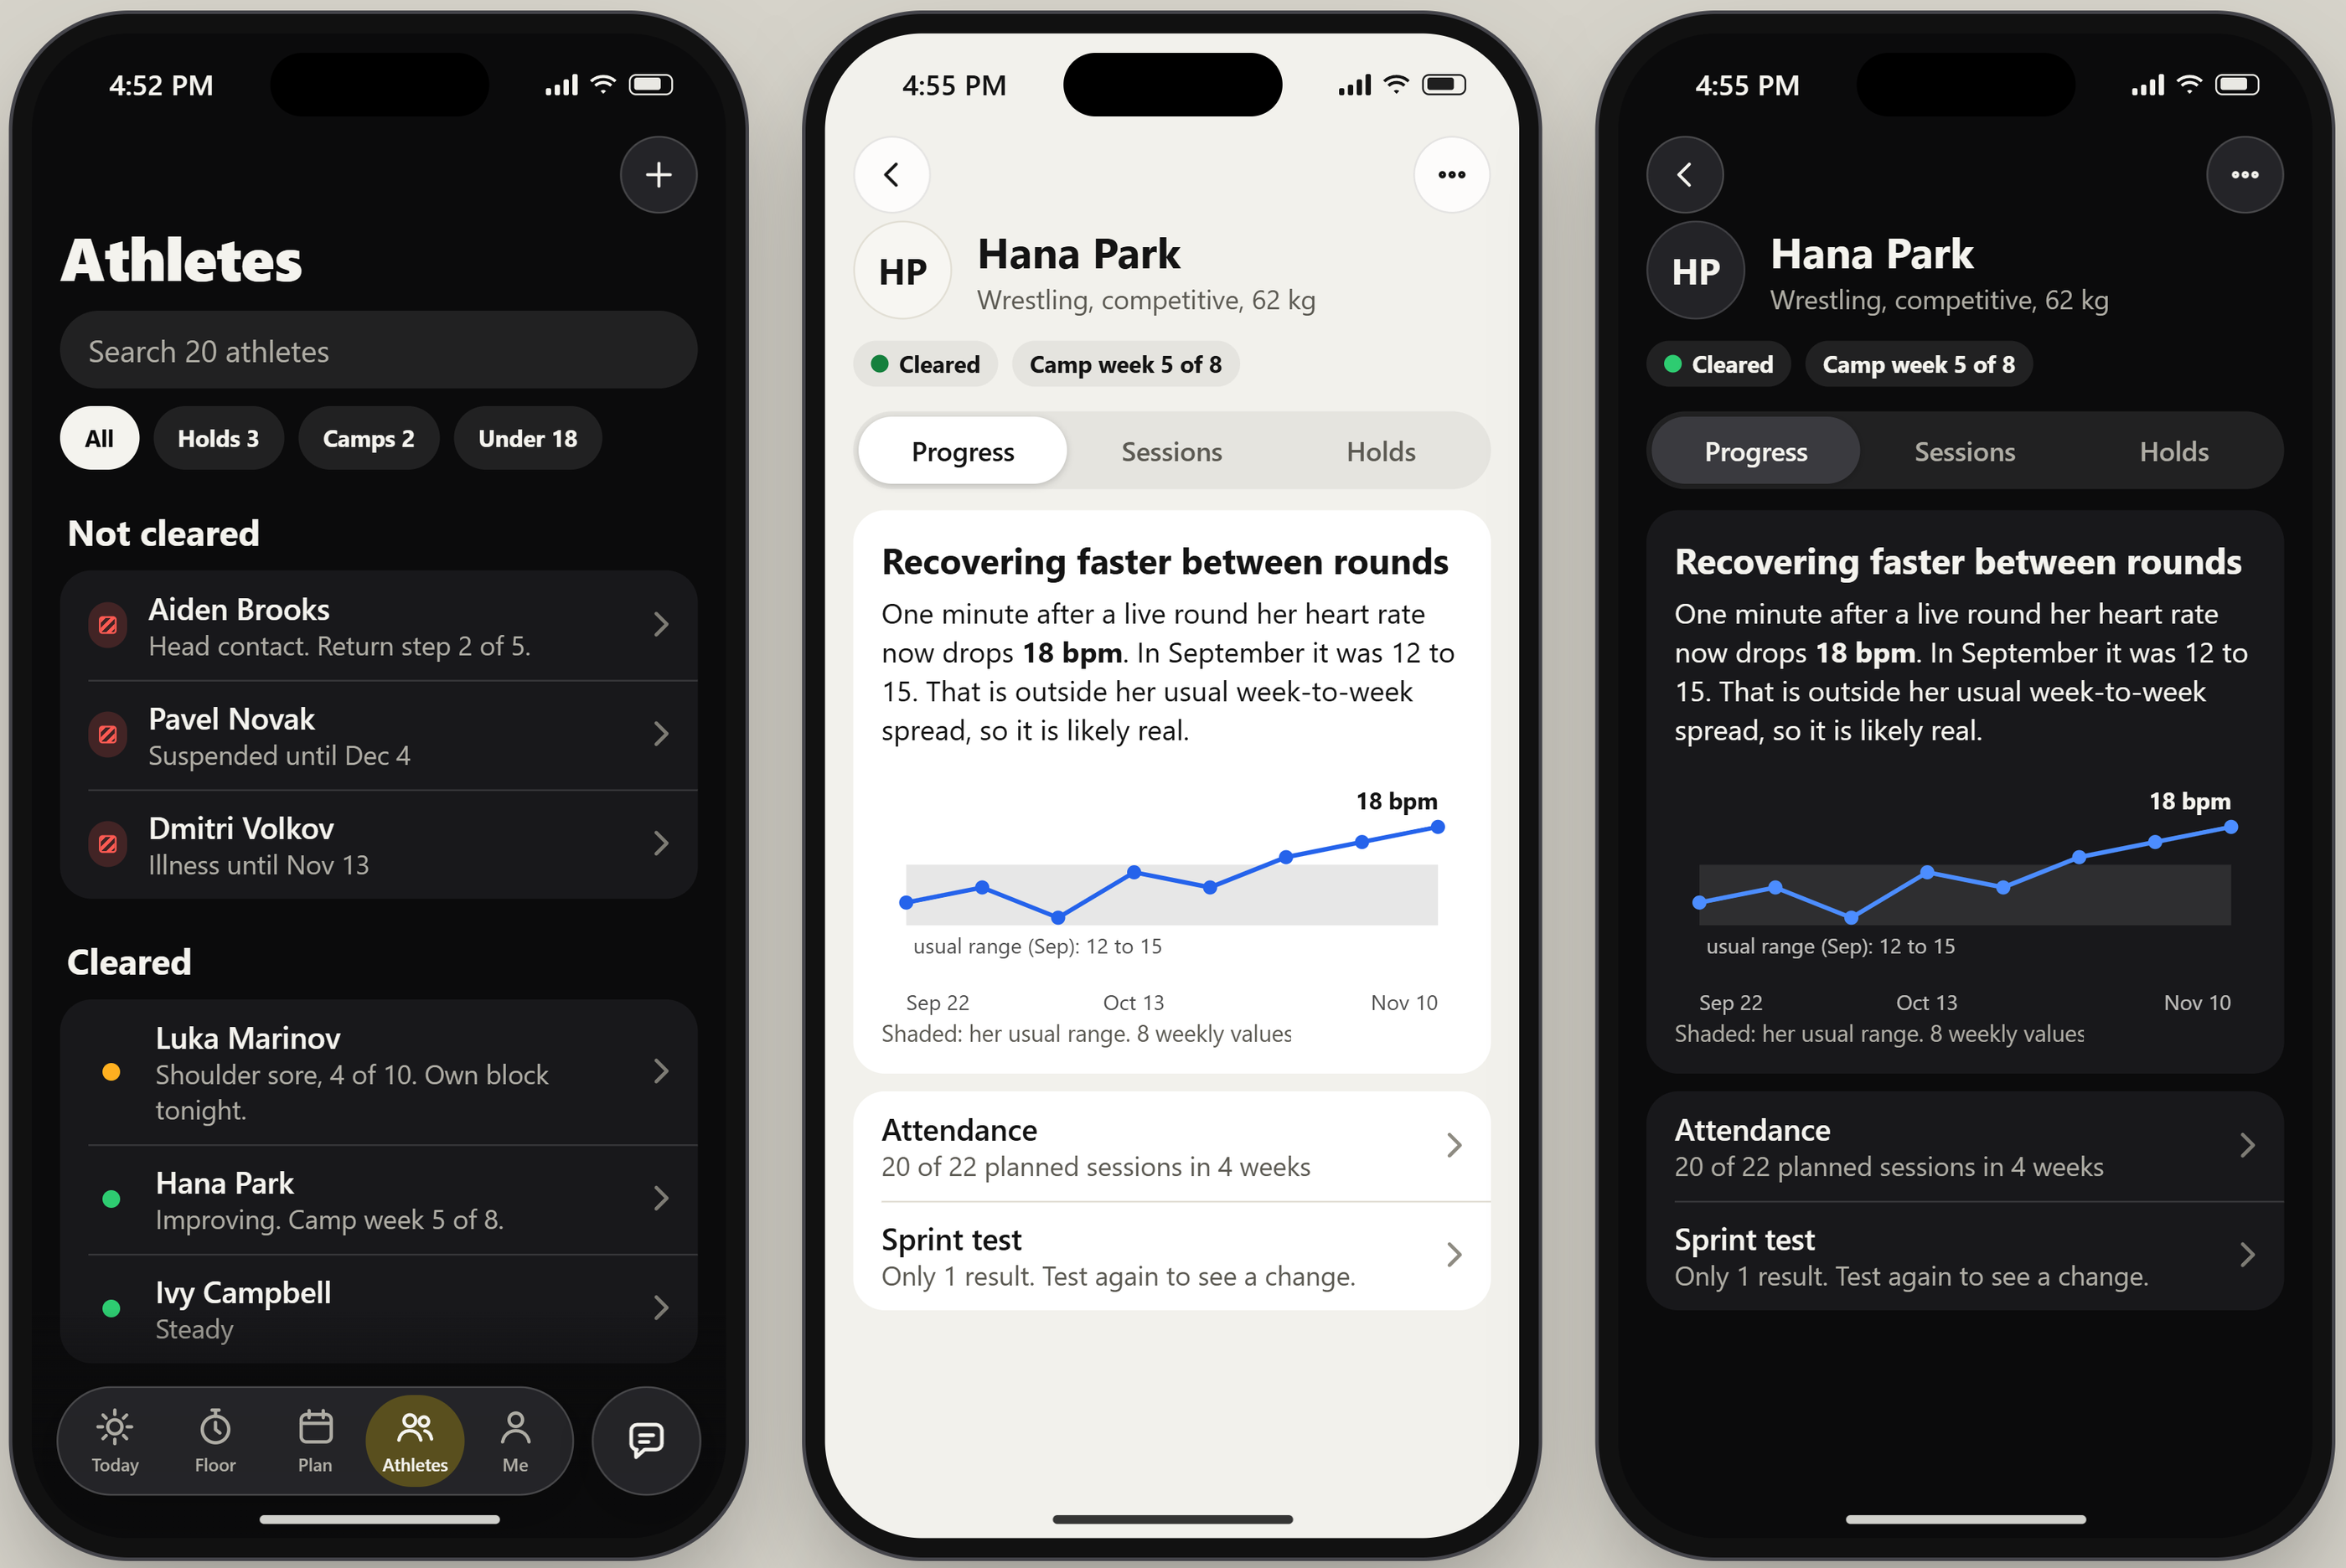 4:52 PM
Athletes
Search 20 athletes
All
Holds 3
Camps 2
Under 18
Not cleared
Aiden Brooks
Head contact. Return step 2 of 5.
Pavel Novak
Suspended until Dec 4
Dmitri Volkov
Illness until Nov 13
Cleared
Luka Marinov
Shoulder sore, 4 of 10. Own block
tonight.
Hana Park
Improving. Camp week 5 of 8.
Ivy Campbell
Steady
Today
Floor
Plan
Athletes
Me
4:55 PM
HP
Hana Park
Wrestling, competitive, 62 kg
Cleared
Camp week 5 of 8
Progress
Sessions
Holds
Recovering faster between rounds
One minute after a live round her heart rate
now drops 18 bpm. In September it was 12 to
15. That is outside her usual week-to-week
spread, so it is likely real.
18 bpm
usual range (Sep): 12 to 15
Sep 22
Oct 13
Nov 10
Shaded: her usual range. 8 weekly values
Attendance
20 of 22 planned sessions in 4 weeks
Sprint test
Only 1 result. Test again to see a change.
4:55 PM
HP
Hana Park
Wrestling, competitive, 62 kg
Cleared
Camp week 5 of 8
Progress
Sessions
Holds
Recovering faster between rounds
One minute after a live round her heart rate
now drops 18 bpm. In September it was 12 to
15. That is outside her usual week-to-week
spread, so it is likely real.
18 bpm
usual range (Sep): 12 to 15
Sep 22
Oct 13
Nov 10
Shaded: her usual range. 8 weekly values
Attendance
20 of 22 planned sessions in 4 weeks
Sprint test
Only 1 result. Test again to see a change.